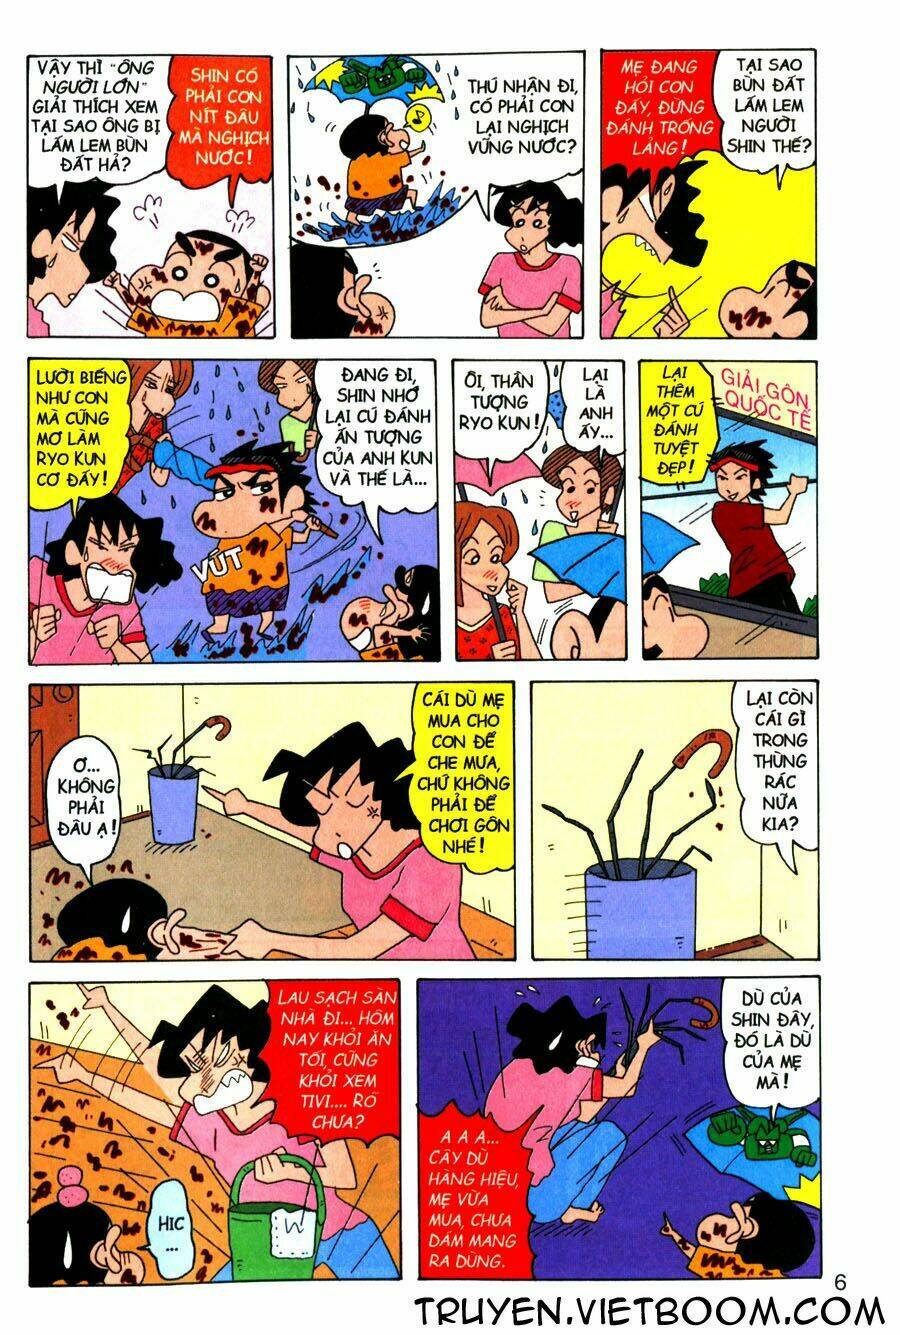 TẠI SAO
BÙN ĐẤT
LẤM LEM
NGƯỜI
SHIN THẾ?
MẸ ĐANG
HỎI CON
ĐẤY, ĐỪNG
ĐÁNH TRỐNG
LẢNG!
THÚ NHẬN ĐI,
CÓ PHẢI CON
LẠI NGHỊCH
VŨNG NƯỚC?
SHIN CÓ
PHẢI CON
NÍT ĐÂU
MÀ NGHỊCH
NƯỚC!
VẬY THÌ "ÔNG
NGƯỜI LỚN"
GIẢI THÍCH XEM
TẠI SAO ÔNG BỊ
LẤM LEM BÙN
ĐẤT HẢ?
GIẢI GÔN
QUỐC TẾ
LẠI
THÊM
MỘT CÚ
ĐÁNH
TUYỆT
ĐẸP!
LẠI
LÀ
ANH
ẤY...
ÔI, THẦN
TƯỢNG
RYO KUN!
ĐANG ĐI,
SHIN NHỚ
LẠI CÚ ĐÁNH
ẤN TƯỢNG
CỦA ANH KUN
VÀ THẾ LÀ...
VÚT
LƯỜI BIẾNG
NHƯ CON
MÀ CŨNG
MƠ LÀM
RYO KUN
CƠ ĐẤY!
LẠI CÒN
CÁI GÌ
TRONG
THÙNG
RÁC
NỮA
KIA?
CÁI DÙ MẸ
MUA CHO
CON ĐỂ
CHE MƯA,
CHỨ KHÔNG
PHẢI ĐỂ
CHƠI GÔN
NHÉ!
Ơ...
KHÔNG
PHẢI
ĐÂU Ạ!
DÙ CỦA
SHIN ĐÂY,
ĐÓ LÀ DÙ
CỦA MẸ
MÀ!
A A A...
CÂY DÙ
HÀNG HIỆU,
MẸ VỪA
MUA, CHƯA
DÁM MANG
RA DÙNG.
LAU SẠCH SÀN
NHÀ ĐI... HÔM
NAY KHỎI ĂN
TỐI, CŨNG
KHỎI XEM
TIVI.... RÕ
CHƯA?
HIC
...
6
TRUYEN.VIETBOOM.COM